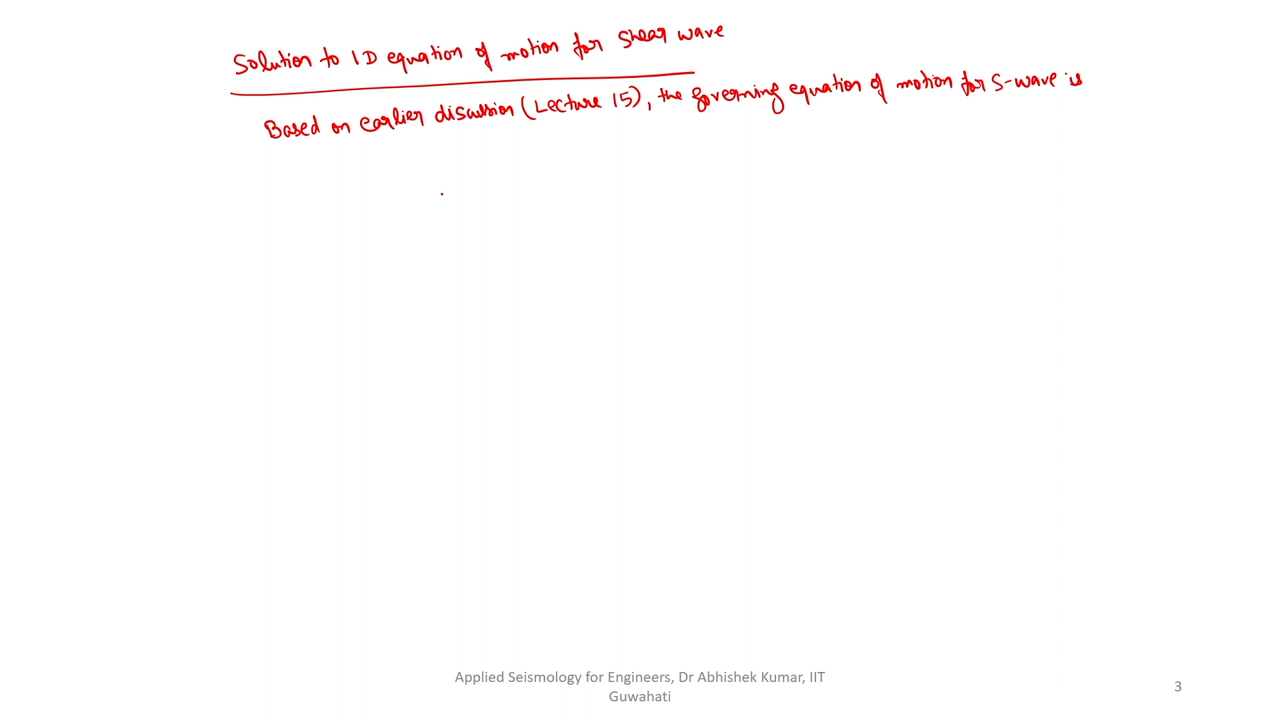 Solution to 1D equation of motion for shear wave
Based on earlier discussion (Lecture 15), the governing equation of motion for S-wave is
Applied Seismology for Engineers, Dr Abhishek Kumar, IIT
Guwahati
3